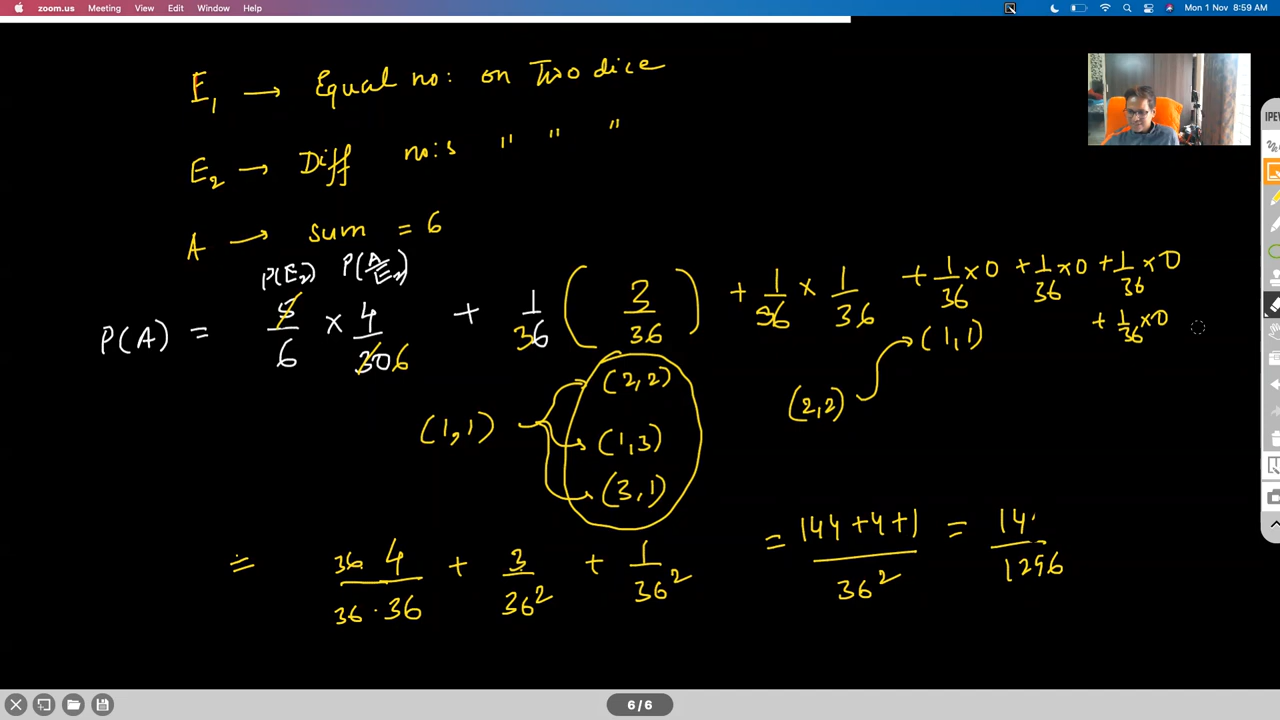 zoom.us Meeting View Edit Window Help Mon 1 Nov 8:59 AM
E₁ → Equal no: on Two dice
E₂ → Diff no:s " " "
IPEV
A → sum = 6
P(E₂) P(A/E₂)
P(A) = 5/6 × 4/30 6 + 1/36 (3/36) + 1/36 × 1/36 + 1/36 × 0 + 1/36 × 0 + 1/36 × 0
+ 1/36 × 0
(1,1) → (2,2)
(1,3)
(3,1)
(2,2) → (1,1)
= 36· 4/36·36 + 3/36² + 1/36² = 144+4+1/36² = 14·/1296
6/6